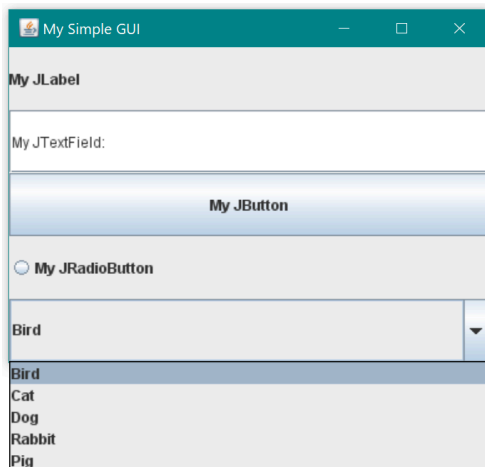 My Simple GUI
My JLabel
My JTextField:
My JButton
My JRadioButton
Bird
Bird
Cat
Dog
Rabbit
Pig